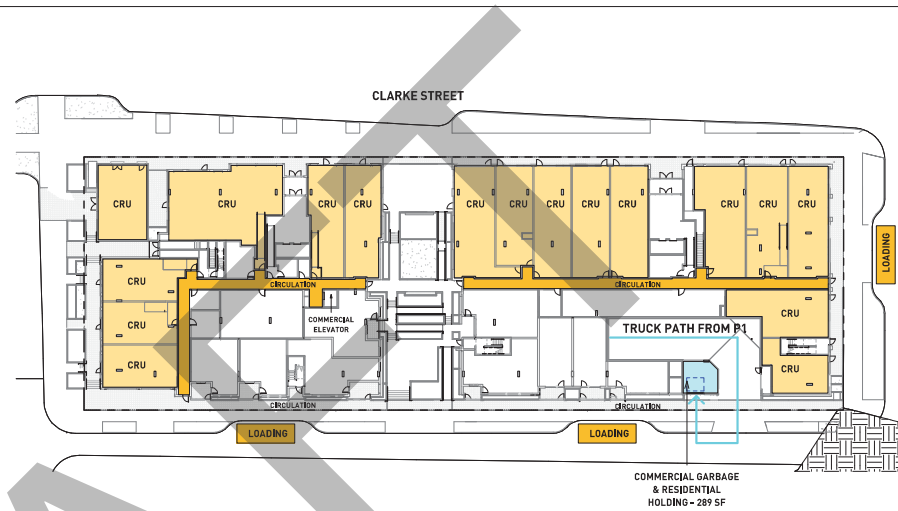 CLARKE STREET
CRU
CRU
CRU
CRU
CRU
CRU
CRU
CRU
CRU
CRU
CRU
CRU
LOADING
CRU
CIRCULATION
CIRCULATION
COMMERCIAL
ELEVATOR
CRU
TRUCK PATH FROM P1
CRU
CRU
CRU
CIRCULATION
CIRCULATION
LOADING
LOADING
COMMERCIAL GARBAGE
& RESIDENTIAL
HOLDING - 289 SF